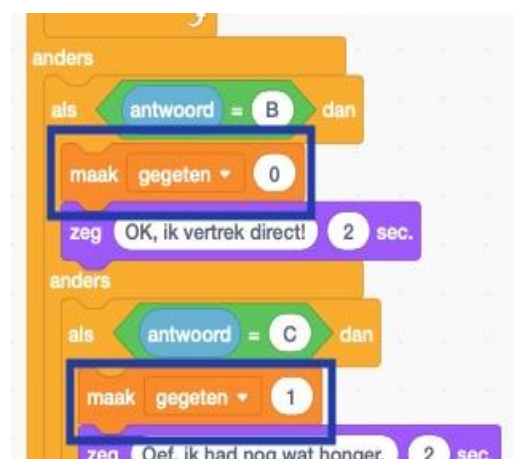 anders
als antwoord = B dan
maak gegeten 0
zeg OK, ik vertrek direct! 2 sec.
anders
als antwoord = C dan
maak gegeten 1
zeg Oef, ik had nog wat honger. 2 sec.